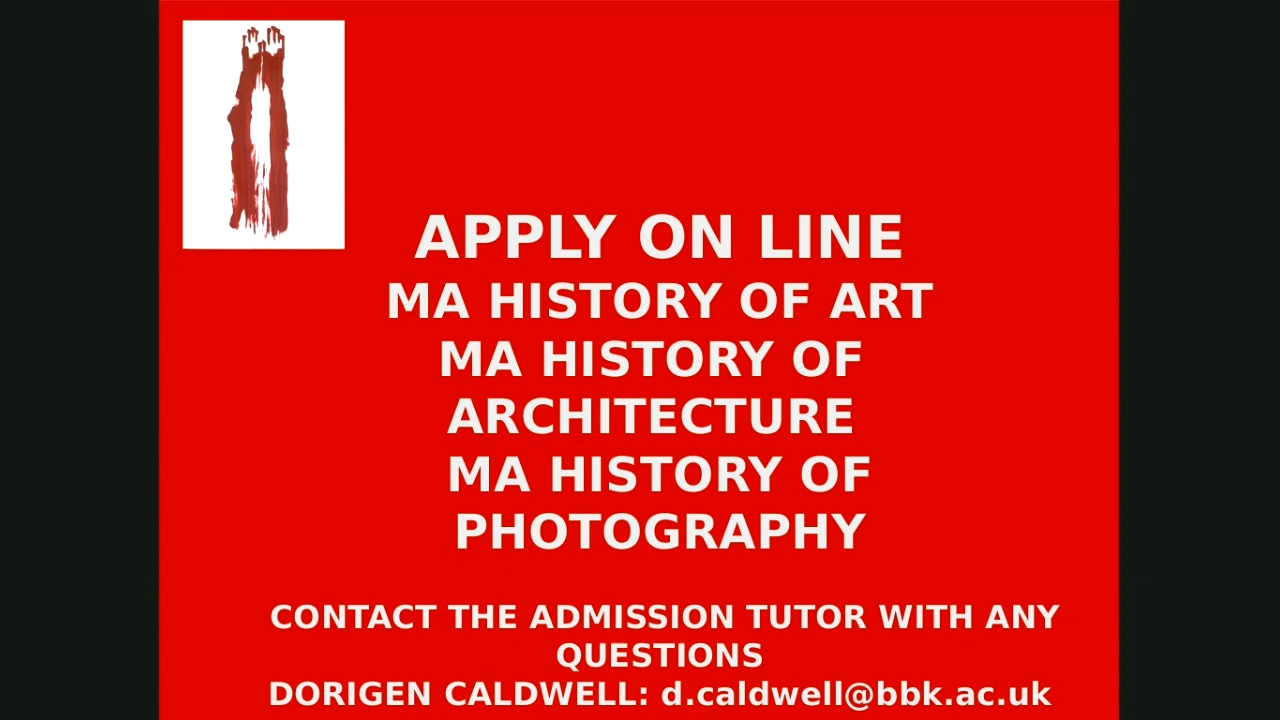 APPLY ON LINE
MA HISTORY OF ART
MA HISTORY OF
ARCHITECTURE
MA HISTORY OF
PHOTOGRAPHY
CONTACT THE ADMISSION TUTOR WITH ANY
QUESTIONS
DORIGEN CALDWELL: d.caldwell@bbk.ac.uk